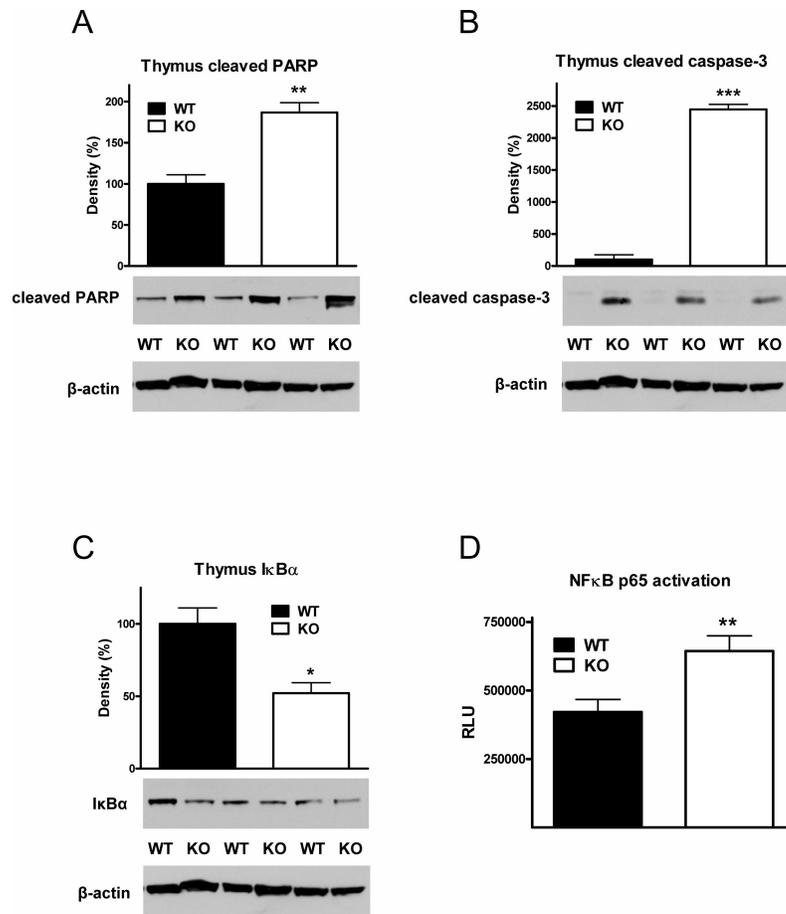 A
Thymus cleaved PARP
200
150
100
50
0
Density (%)
WT
KO
**
cleaved PARP
WT KO WT KO WT KO
β-actin
B
Thymus cleaved caspase-3
2500
2000
1500
1000
500
0
Density (%)
WT
KO
***
cleaved caspase-3
WT KO WT KO WT KO
β-actin
C
Thymus IκBα
100
50
0
Density (%)
WT
KO
*
IκBα
WT KO WT KO WT KO
β-actin
D
NFκB p65 activation
750000
500000
250000
RLU
WT
KO
**